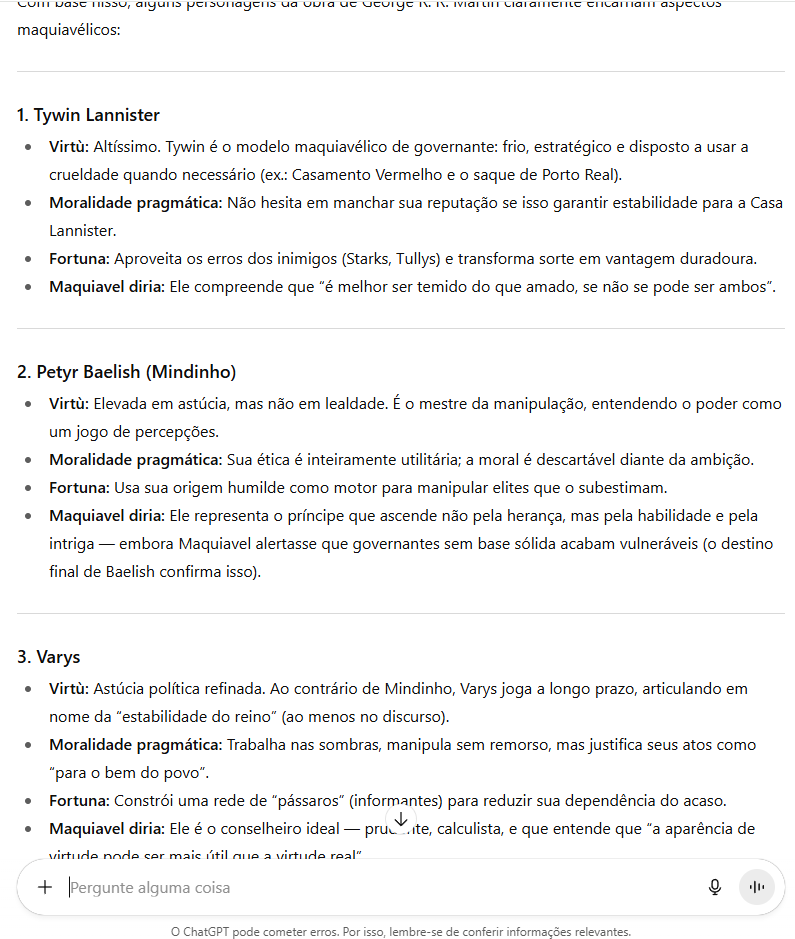 Com base nisso, alguns personagens da obra de George R. R. Martin claramente encarnam aspectos
maquiavélicos:
1. Tywin Lannister
Virtù: Altíssimo. Tywin é o modelo maquiavélico de governante: frio, estratégico e disposto a usar a
crueldade quando necessário (ex.: Casamento Vermelho e o saque de Porto Real).
Moralidade pragmática: Não hesita em manchar sua reputação se isso garantir estabilidade para a Casa
Lannister.
Fortuna: Aproveita os erros dos inimigos (Starks, Tullys) e transforma sorte em vantagem duradoura.
Maquiavel diria: Ele compreende que “é melhor ser temido do que amado, se não se pode ser ambos”.
2. Petyr Baelish (Mindinho)
Virtù: Elevada em astúcia, mas não em lealdade. É o mestre da manipulação, entendendo o poder como
um jogo de percepções.
Moralidade pragmática: Sua ética é inteiramente utilitária; a moral é descartável diante da ambição.
Fortuna: Usa sua origem humilde como motor para manipular elites que o subestimam.
Maquiavel diria: Ele representa o príncipe que ascende não pela herança, mas pela habilidade e pela
intriga — embora Maquiavel alertasse que governantes sem base sólida acabam vulneráveis (o destino
final de Baelish confirma isso).
3. Varys
Virtù: Astúcia política refinada. Ao contrário de Mindinho, Varys joga a longo prazo, articulando em
nome da “estabilidade do reino” (ao menos no discurso).
Moralidade pragmática: Trabalha nas sombras, manipula sem remorso, mas justifica seus atos como
“para o bem do povo”.
Fortuna: Constrói uma rede de “pássaros” (informantes) para reduzir sua dependência do acaso.
Maquiavel diria: Ele é o conselheiro ideal — prudente, calculista, e que entende que “a aparência de
virtude pode ser mais útil que a virtude real”
Pergunte alguma coisa
O ChatGPT pode cometer erros. Por isso, lembre-se de conferir informações relevantes.